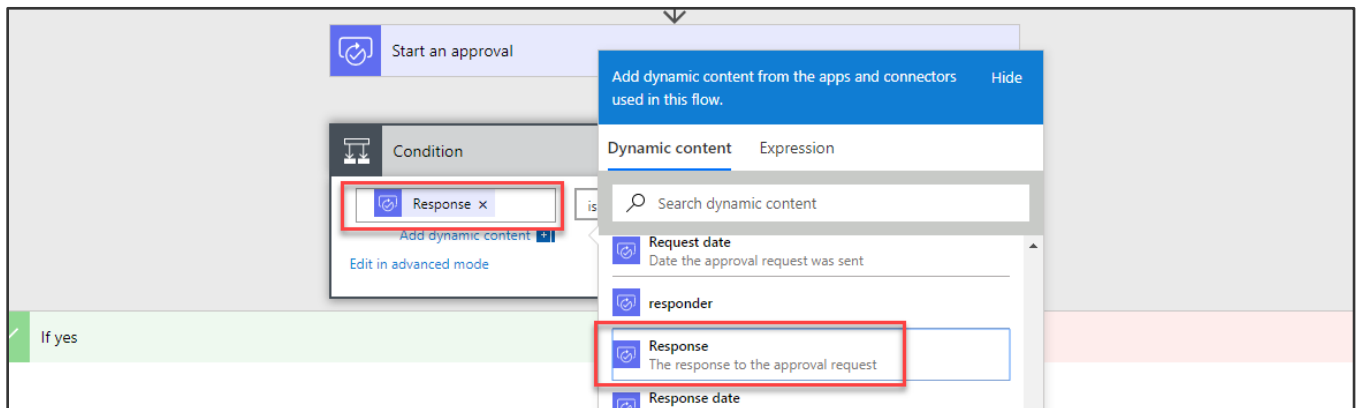 Start an approval
Add dynamic content from the apps and connectors
used in this flow.
Hide
Condition
Dynamic content
Expression
Response ×
is
Search dynamic content
Add dynamic content +
Edit in advanced mode
Request date
Date the approval request was sent
responder
If yes
Response
The response to the approval request
Response date